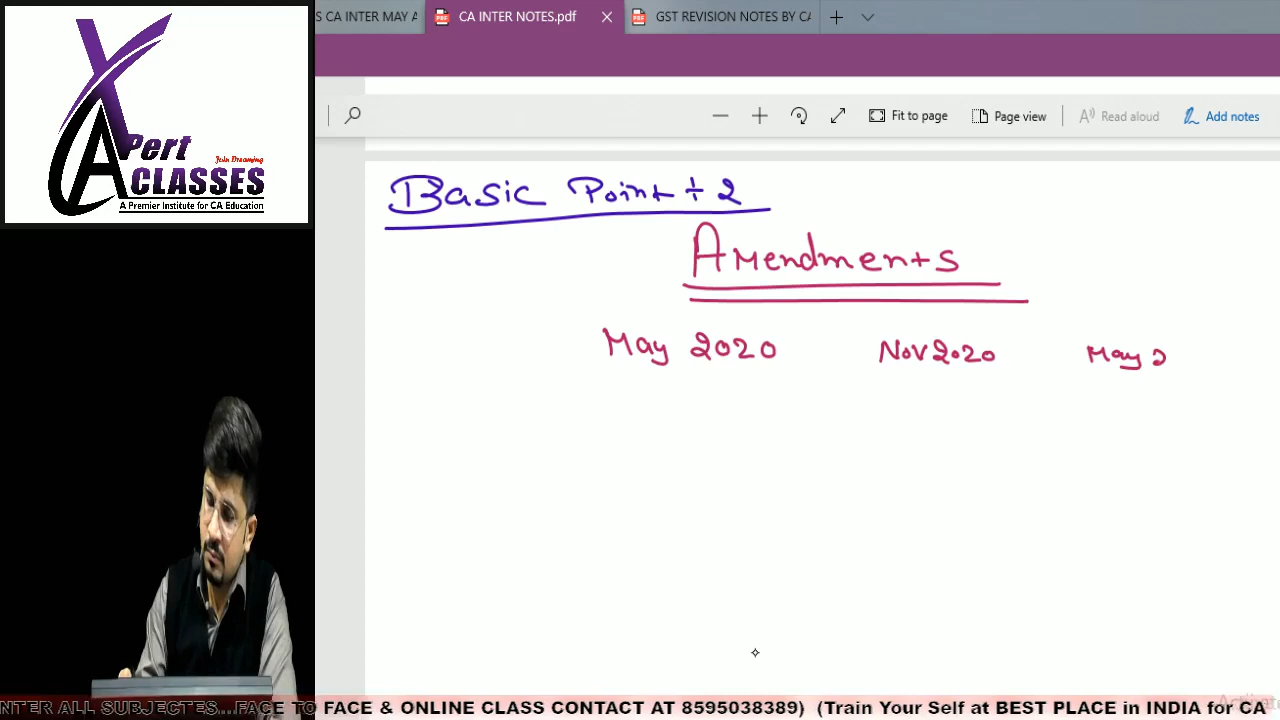 S CA INTER MAY A
CA INTER NOTES.pdf
GST REVISION NOTES BY CA
Fit to page
Page view
Read aloud
Add notes
XPert
Join Dreaming
CA CLASSES
A Premier Institute for CA Education
Basic Point ÷ 2
Amendments
May 2020 Nov 2020 May 2
NTER ALL SUBJECTES...FACE TO FACE & ONLINE CLASS CONTACT AT 8595038389) (Train Your Self at BEST PLACE in INDIA for CA